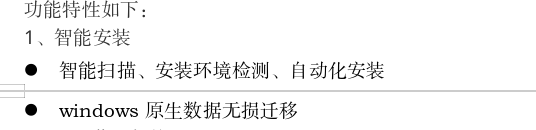 功能特性如下：
1、智能安装
● 智能扫描、安装环境检测、自动化安装
● windows 原生数据无损迁移